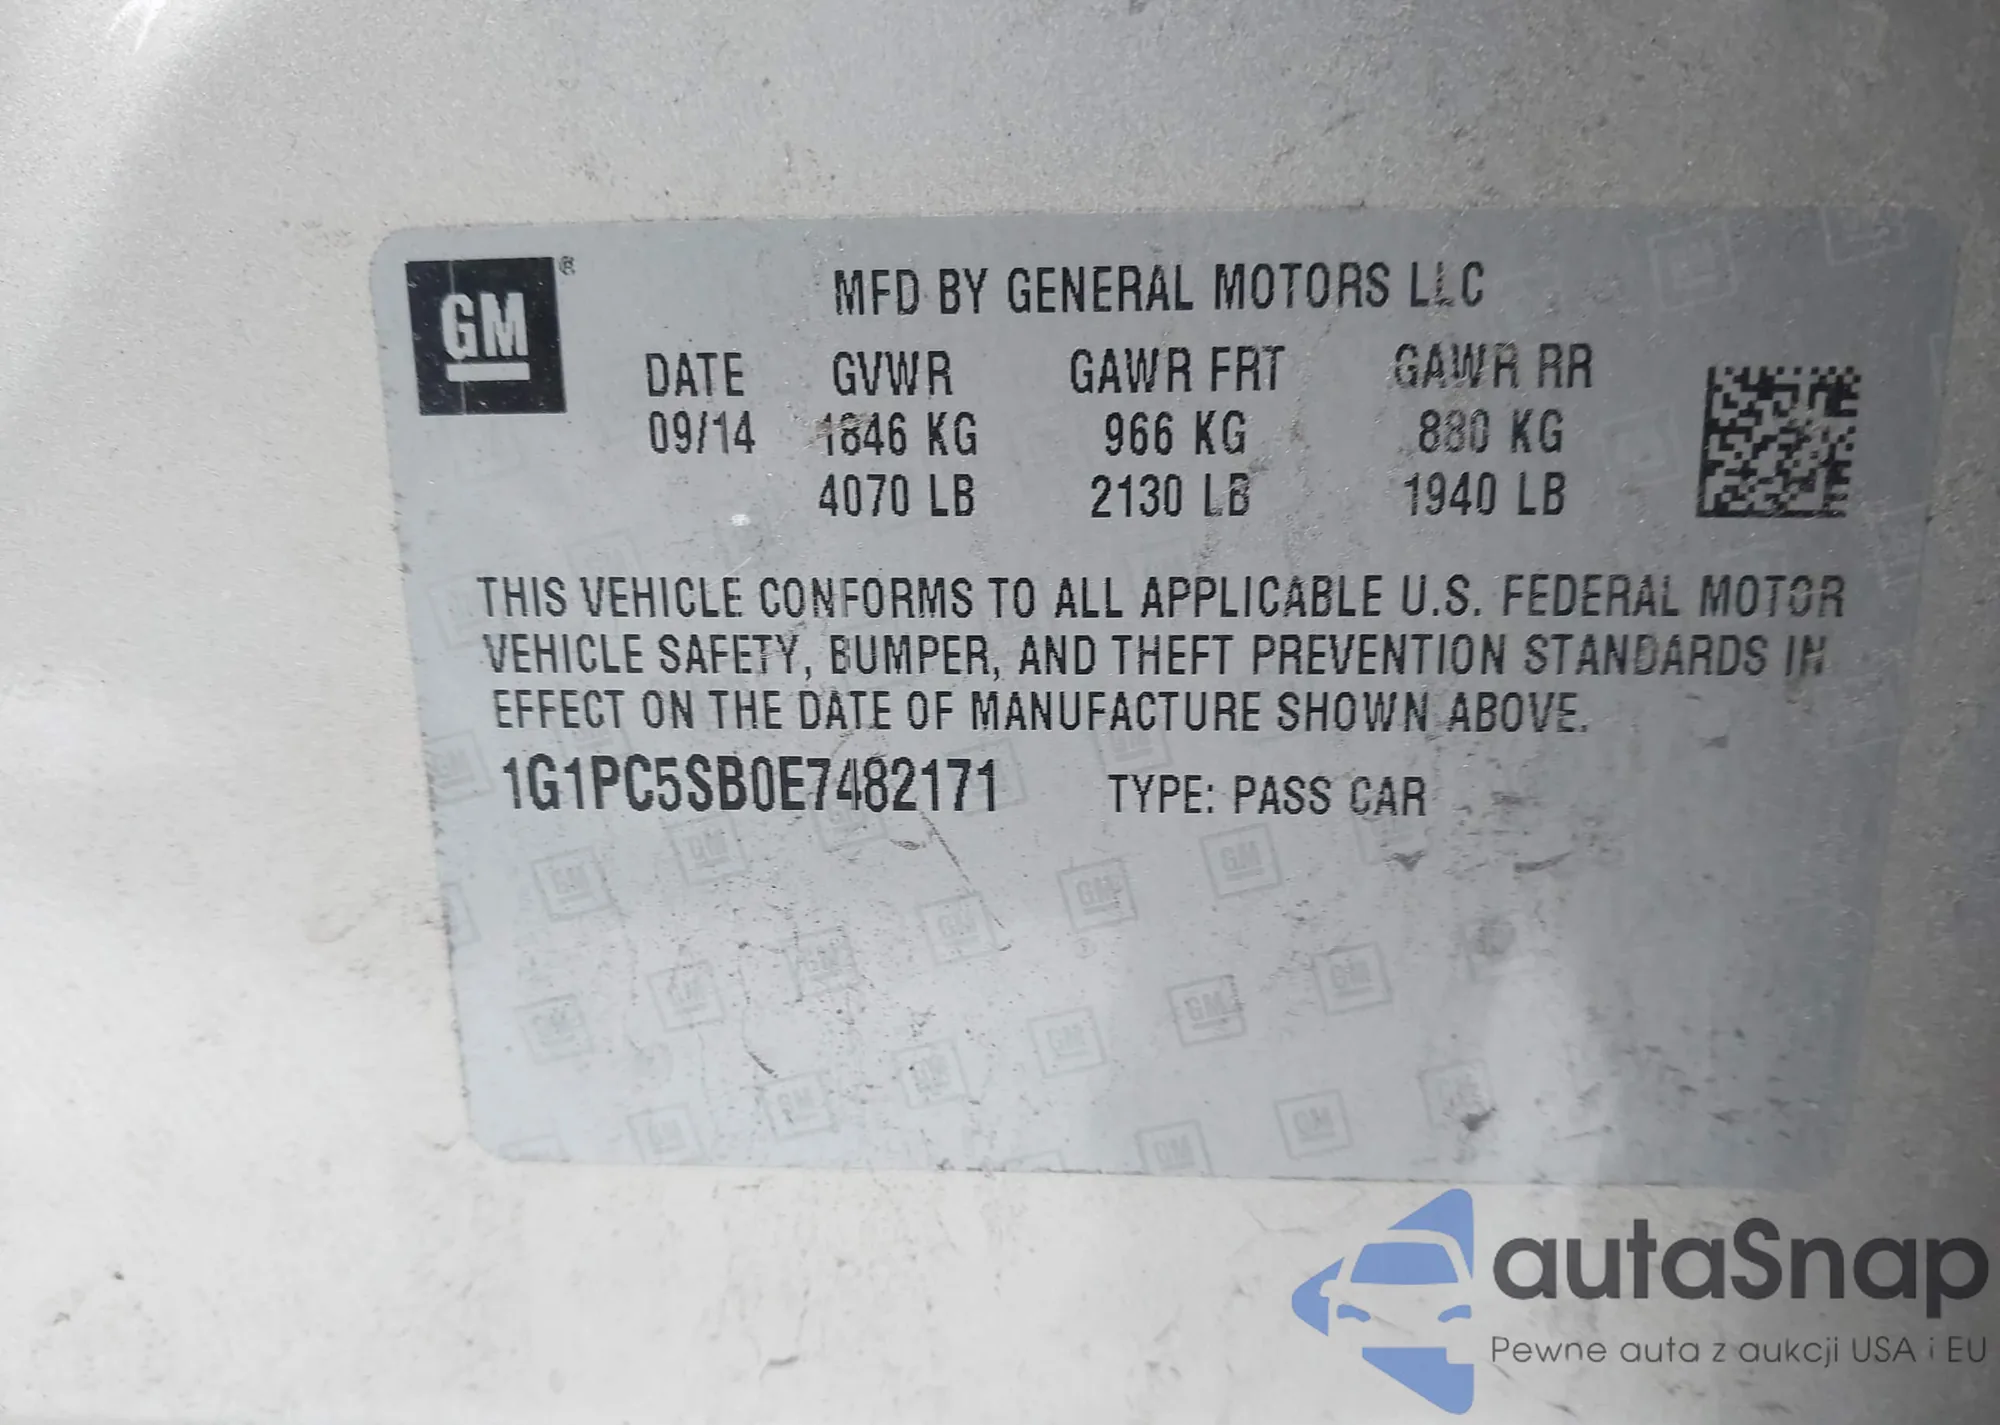 GM ®
MFD BY GENERAL MOTORS LLC
DATE GVWR GAWR FRT GAWR RR
09/14 1846 KG 966 KG 880 KG
4070 LB 2130 LB 1940 LB
THIS VEHICLE CONFORMS TO ALL APPLICABLE U.S. FEDERAL MOTOR
VEHICLE SAFETY, BUMPER, AND THEFT PREVENTION STANDARDS IN
EFFECT ON THE DATE OF MANUFACTURE SHOWN ABOVE.
1G1PC5SB0E7482171 TYPE: PASS CAR
autaSnap
Pewne auta z aukcji USA i EU